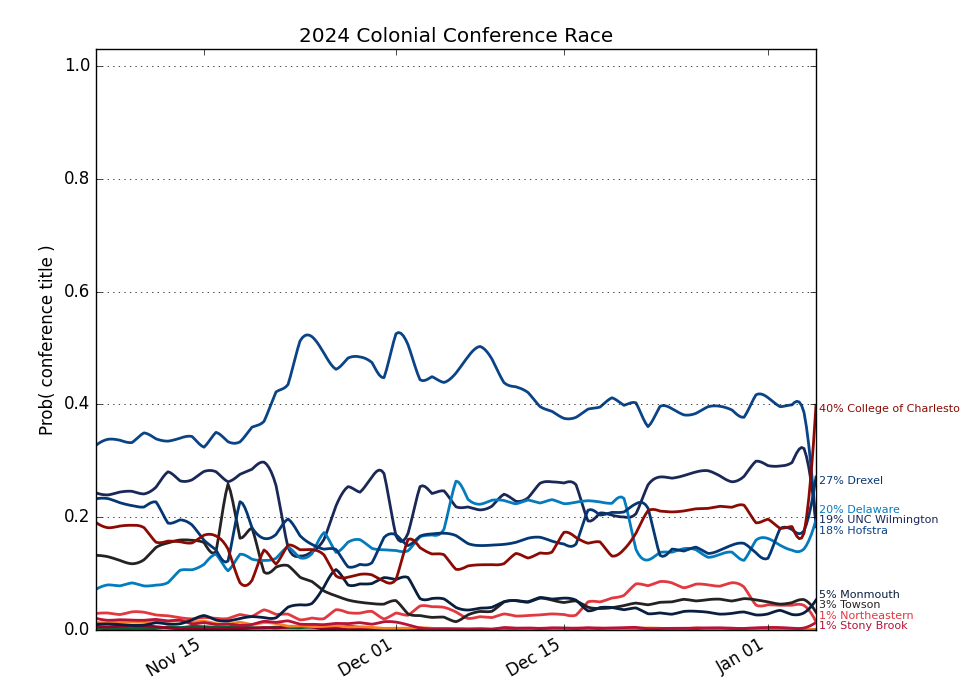 2024 Colonial Conference Race
Prob( conference title )
1.0
0.8
0.6
0.4
0.2
0.0
Nov 15
Dec 01
Dec 15
Jan 01
40% College of Charlesto
27% Drexel
20% Delaware
19% UNC Wilmington
18% Hofstra
5% Monmouth
3% Towson
1% Northeastern
1% Stony Brook